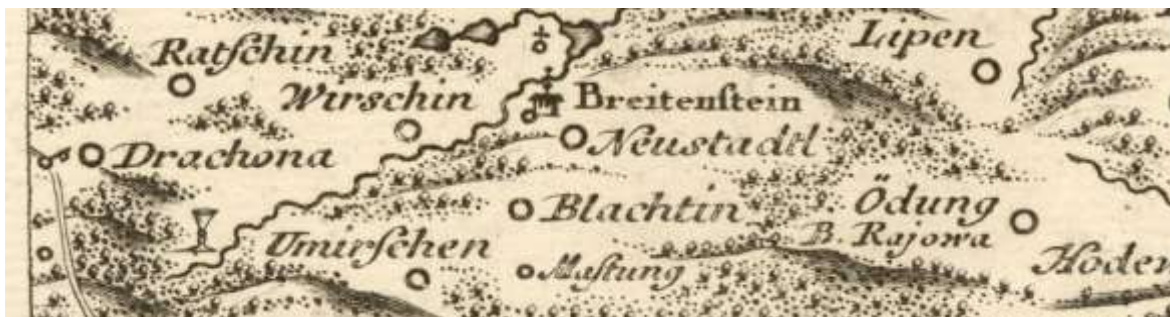 Ratſchin
Lipen
Wirschin
Breitenſtein
Neustadtl
Drachona
Blachtin
Ödung
B. Rajowa
Umirſchen
Maſtung
Hoden